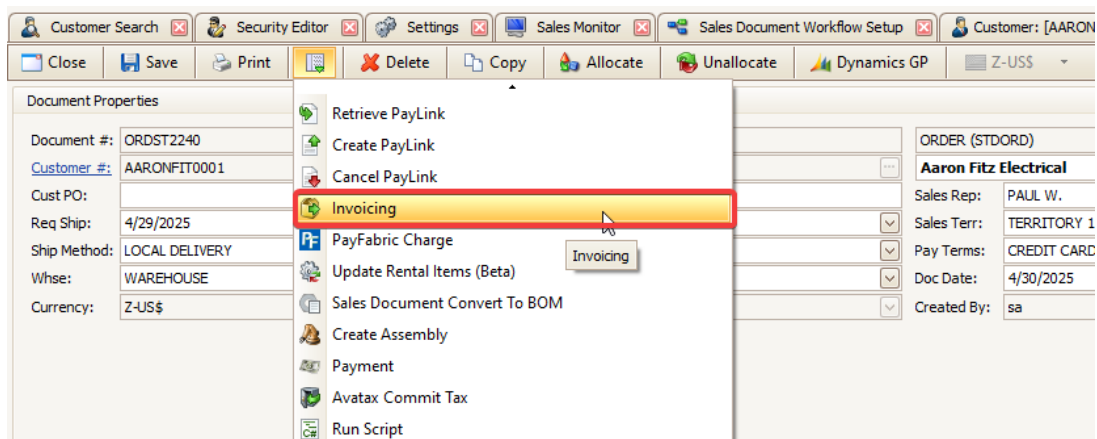 Customer Search Security Editor Settings Sales Monitor Sales Document Workflow Setup Customer: [AARON
Close Save Print Delete Copy Allocate Unallocate Dynamics GP Z-US$
Document Properties
Retrieve PayLink
Document #: ORDST2240 Create PayLink ORDER (STDORD)
Customer #: AARONFIT0001 Cancel PayLink Aaron Fitz Electrical
Cust PO: Invoicing Sales Rep: PAUL W.
Req Ship: 4/29/2025 PayFabric Charge Sales Terr: TERRITORY 1
Ship Method: LOCAL DELIVERY Invoicing Pay Terms: CREDIT CARD
Whse: WAREHOUSE Update Rental Items (Beta) Doc Date: 4/30/2025
Currency: Z-US$ Sales Document Convert To BOM Created By: sa
Create Assembly
Payment
Avatax Commit Tax
C# Run Script